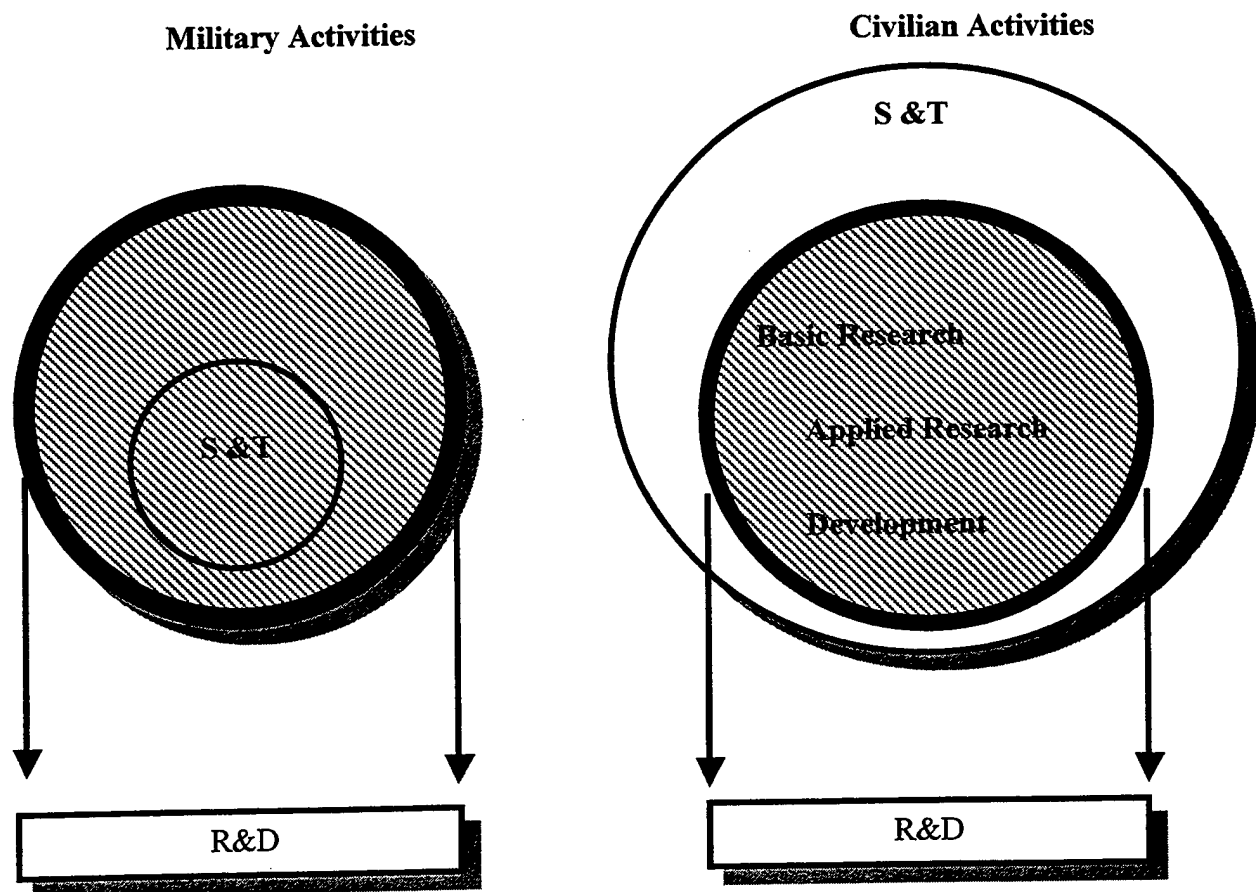 Military Activities
Civilian Activities
S &T
Basic Research
S &T
Applied Research
Development
R&D
R&D